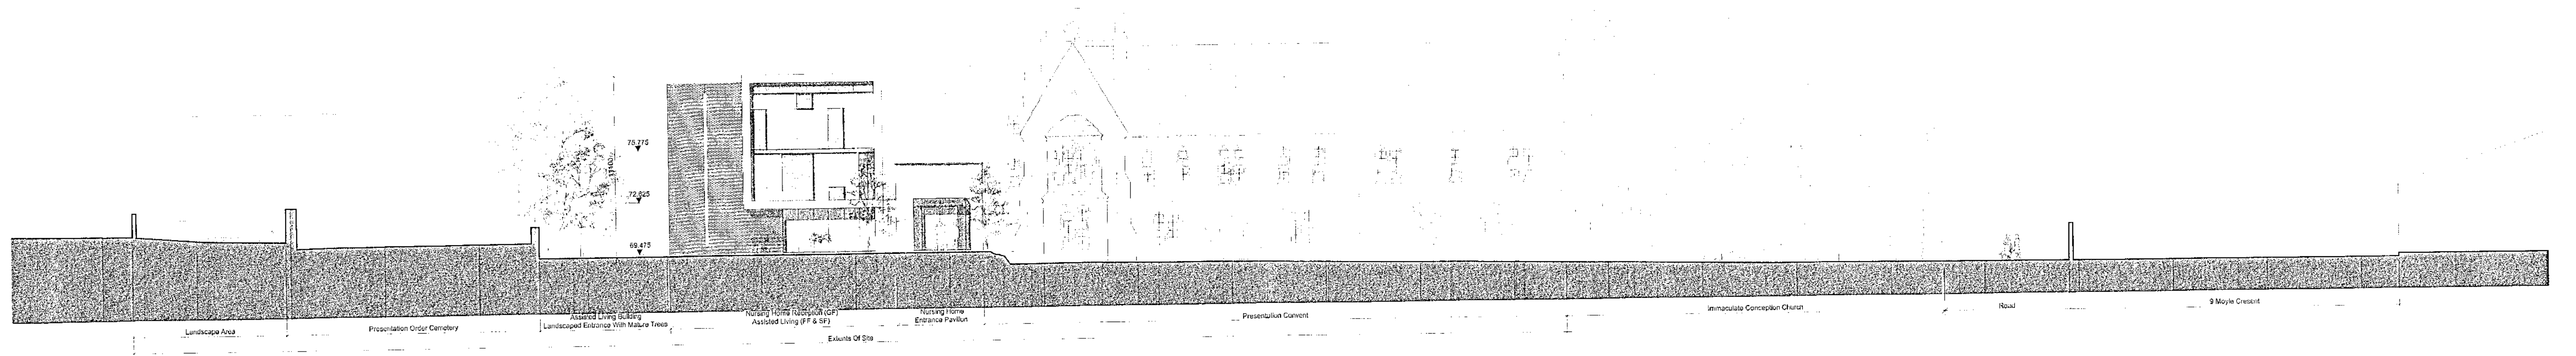 75.775
72.625
69.475
Landscape Area
Presentation Order Cemetery
Assisted Living Building
Landscaped Entrance With Mature Trees
Nursing Home Reception (GF)
Assisted Living (FF & SF)
Nursing Home
Entrance Pavilion
Presentation Convent
Immaculate Conception Church
Road
9 Moyle Cresent
Extents Of Site